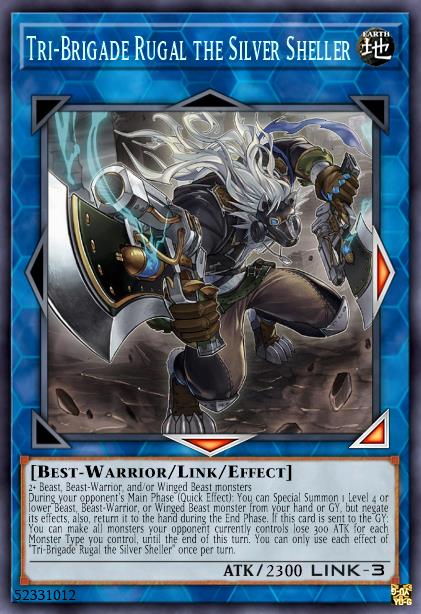 TRI-BRIGADE RUGAL THE SILVER SHELLER
EARTH
地
[BEST-WARRIOR/LINK/EFFECT]
2+ Beast, Beast-Warrior, and/or Winged Beast monsters
During your opponent's Main Phase (Quick Effect): You can Special Summon 1 Level 4 or
lower Beast, Beast-Warrior, or Winged Beast monster from your hand or GY, but negate
its effects, also, return it to the hand during the End Phase. If this card is sent to the GY:
You can make all monsters your opponent currently controls lose 300 ATK for each
Monster Type you control, until the end of this turn. You can only use each effect of
"Tri-Brigade Rugal the Silver Sheller" once per turn.
ATK/2300 LINK-3
52331012